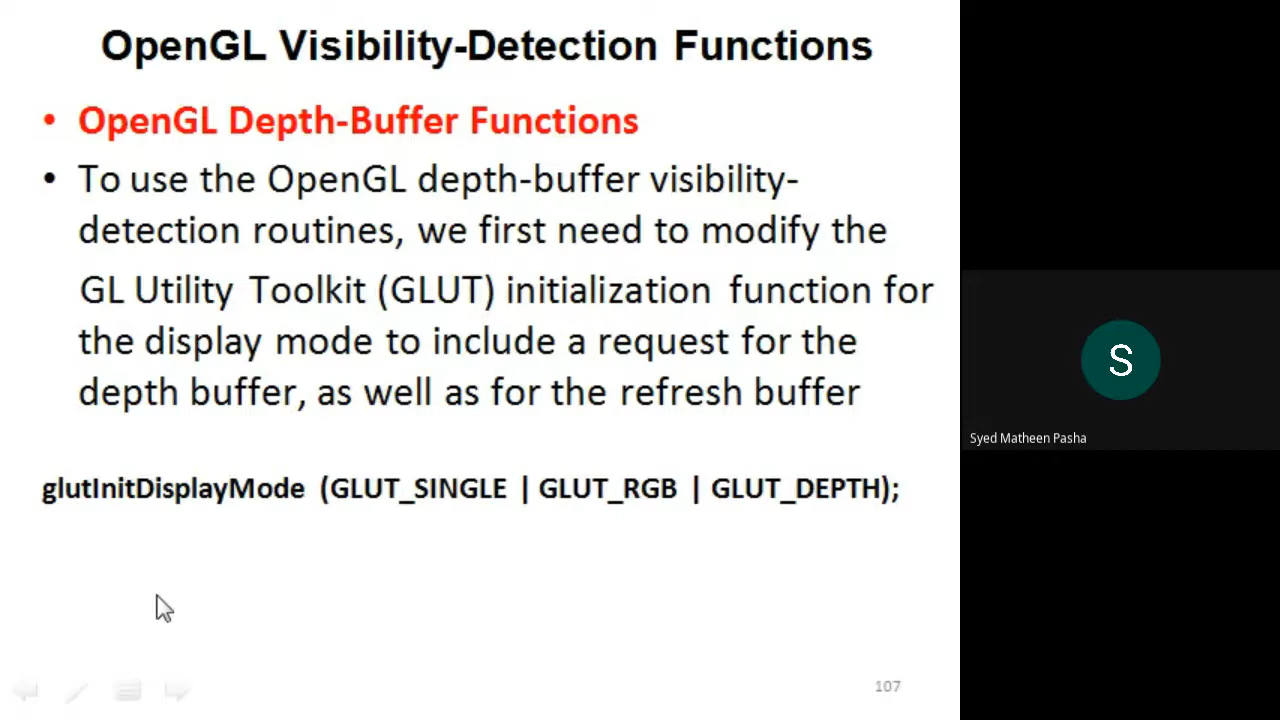 OpenGL Visibility-Detection Functions
• OpenGL Depth-Buffer Functions
• To use the OpenGL depth-buffer visibility-
detection routines, we first need to modify the
GL Utility Toolkit (GLUT) initialization function for
the display mode to include a request for the
depth buffer, as well as for the refresh buffer
glutInitDisplayMode (GLUT_SINGLE | GLUT_RGB | GLUT_DEPTH);
107
S
Syed Matheen Pasha